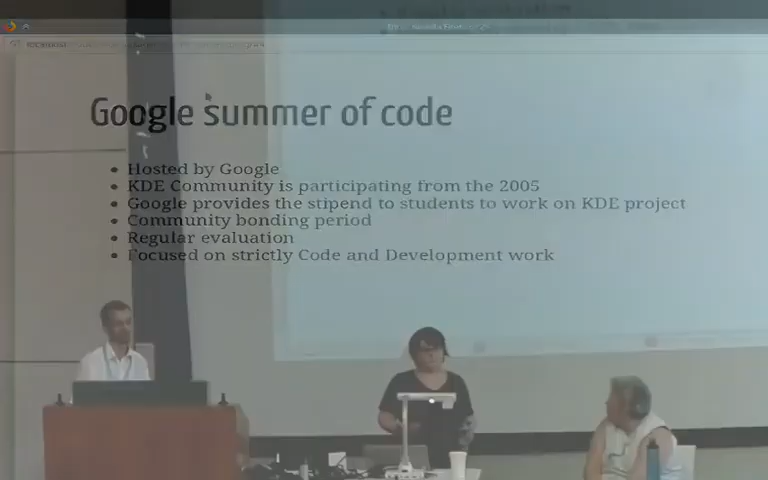 Google summer of code
Hosted by Google
KDE Community is participating from the 2005
Google provides the stipend to students to work on KDE project
Community bonding period
Regular evaluation
Focused on strictly Code and Development work